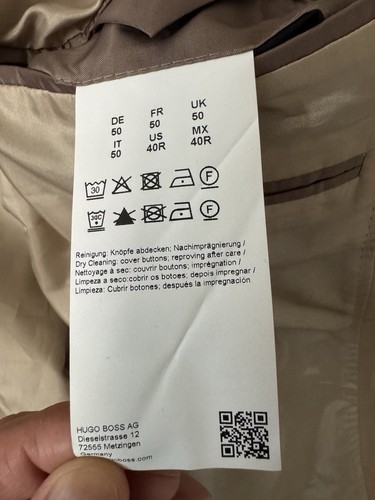 DE FR UK
50 50 50
IT US MX
50 40R 40R
30 F
30C F
Reinigung: Knöpfe abdecken; Nachimprägnierung /
Dry Cleaning: cover buttons; reproving after care /
Nettoyage à sec: couvrir boutons; imprégnation /
Limpeza a seco:cobrir os botoes; depois impregnar /
Limpieza: Cubrir botones; después la impregnación
HUGO BOSS AG
Dieselstrasse 12
72555 Metzingen
Germany
boss.com